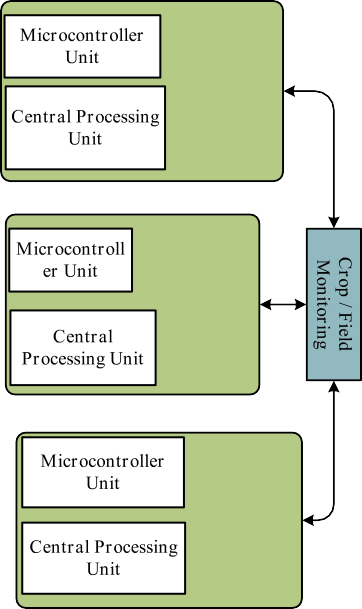 Microcontroller
Unit
Central Processing
Unit
Microcontroll
er Unit
Central
Processing Unit
Crop / Field
Monitoring
Microcontroller
Unit
Central Processing
Unit